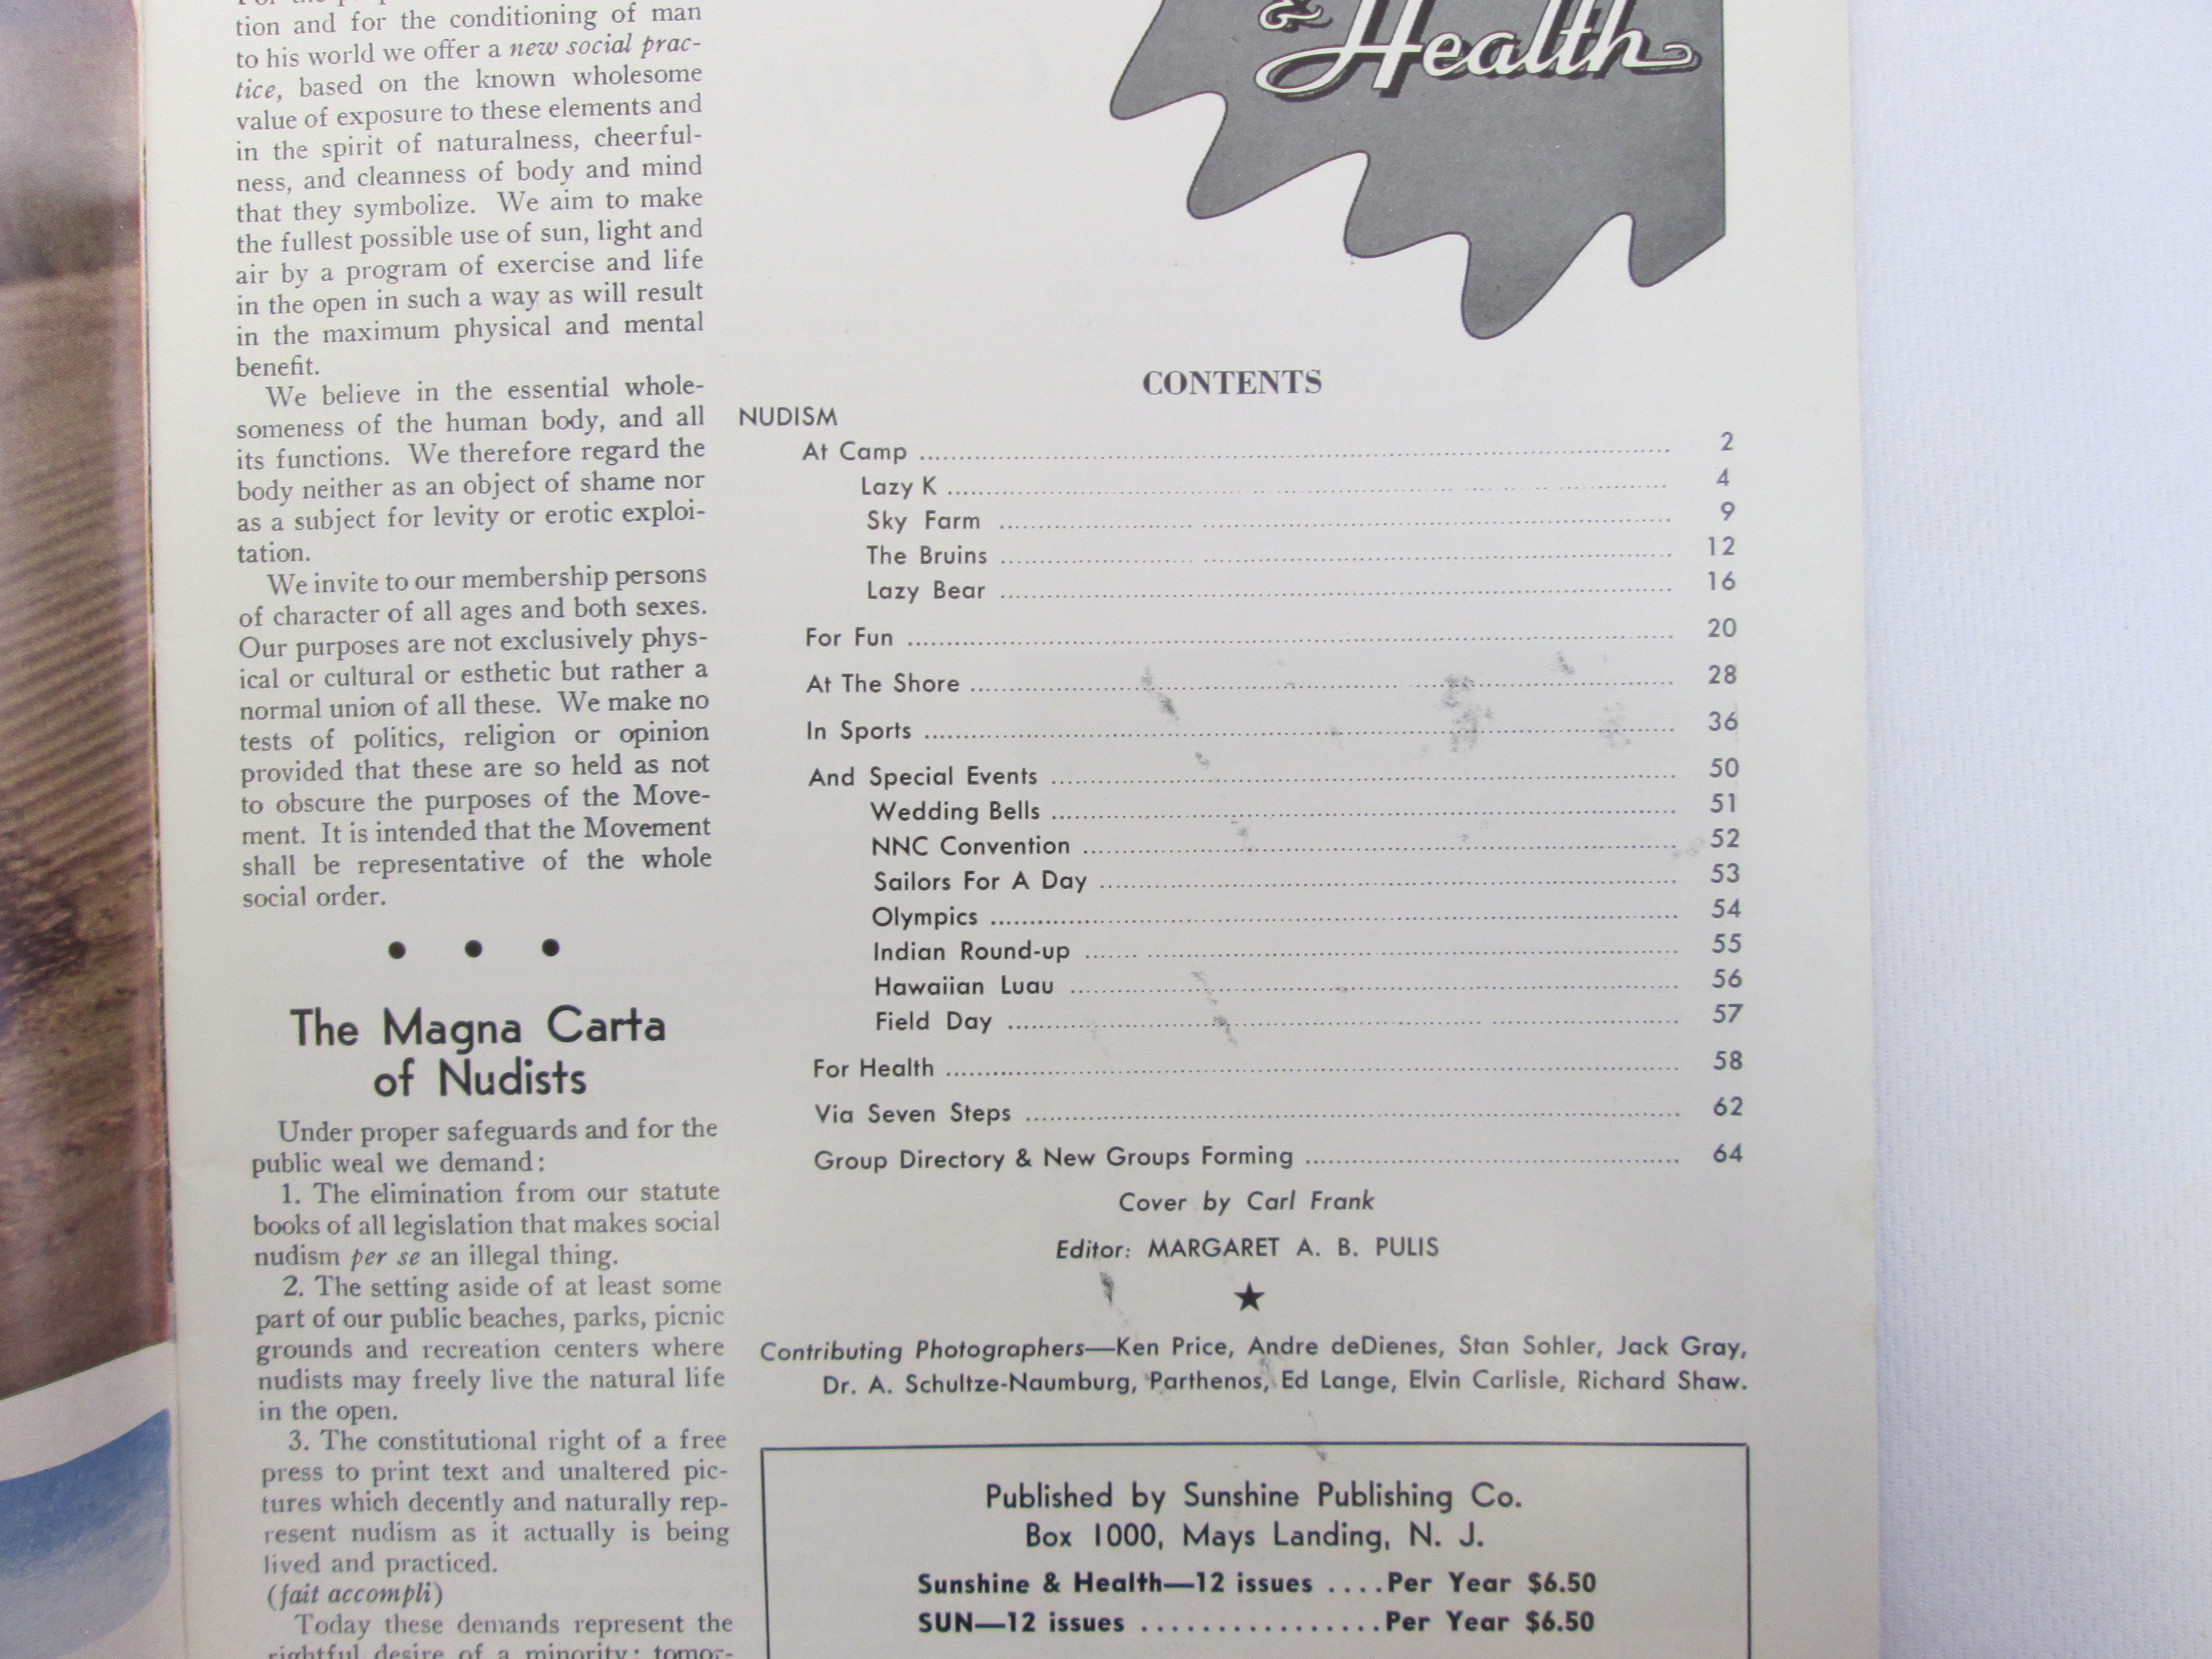 tion and for the conditioning of man
to his world we offer a new social prac-
tice, based on the known wholesome
value of exposure to these elements and
in the spirit of naturalness, cheerful-
ness, and cleanness of body and mind
that they symbolize. We aim to make
the fullest possible use of sun, light and
air by a program of exercise and life
in the open in such a way as will result
in the maximum physical and mental
benefit.
We believe in the essential whole-
someness of the human body, and all
its functions. We therefore regard the
body neither as an object of shame nor
as a subject for levity or erotic exploi-
tation.
We invite to our membership persons
of character of all ages and both sexes.
Our purposes are not exclusively phys-
ical or cultural or esthetic but rather a
normal union of all these. We make no
tests of politics, religion or opinion
provided that these are so held as not
to obscure the purposes of the Move-
ment. It is intended that the Movement
shall be representative of the whole
social order.
• • •
The Magna Carta
of Nudists
Under proper safeguards and for the
public weal we demand:
1. The elimination from our statute
books of all legislation that makes social
nudism per se an illegal thing.
2. The setting aside of at least some
part of our public beaches, parks, picnic
grounds and recreation centers where
nudists may freely live the natural life
in the open.
3. The constitutional right of a free
press to print text and unaltered pic-
tures which decently and naturally rep-
resent nudism as it actually is being
lived and practiced.
(fait accompli)
Today these demands represent the
rightful desire of a minority; tomor-
& Health
CONTENTS
NUDISM
At Camp ........ 2
Lazy K ........ 4
Sky Farm ........ 9
The Bruins ........ 12
Lazy Bear ........ 16
For Fun ........ 20
At The Shore ........ 28
In Sports ........ 36
And Special Events ........ 50
Wedding Bells ........ 51
NNC Convention ........ 52
Sailors For A Day ........ 53
Olympics ........ 54
Indian Round-up ........ 55
Hawaiian Luau ........ 56
Field Day ........ 57
For Health ........ 58
Via Seven Steps ........ 62
Group Directory & New Groups Forming ........ 64
Cover by Carl Frank
Editor: MARGARET A. B. PULIS
★
Contributing Photographers—Ken Price, Andre deDienes, Stan Sohler, Jack Gray,
Dr. A. Schultze-Naumburg, Parthenos, Ed Lange, Elvin Carlisle, Richard Shaw.
Published by Sunshine Publishing Co.
Box 1000, Mays Landing, N. J.
Sunshine & Health—12 issues ....Per Year $6.50
SUN—12 issues ................Per Year $6.50